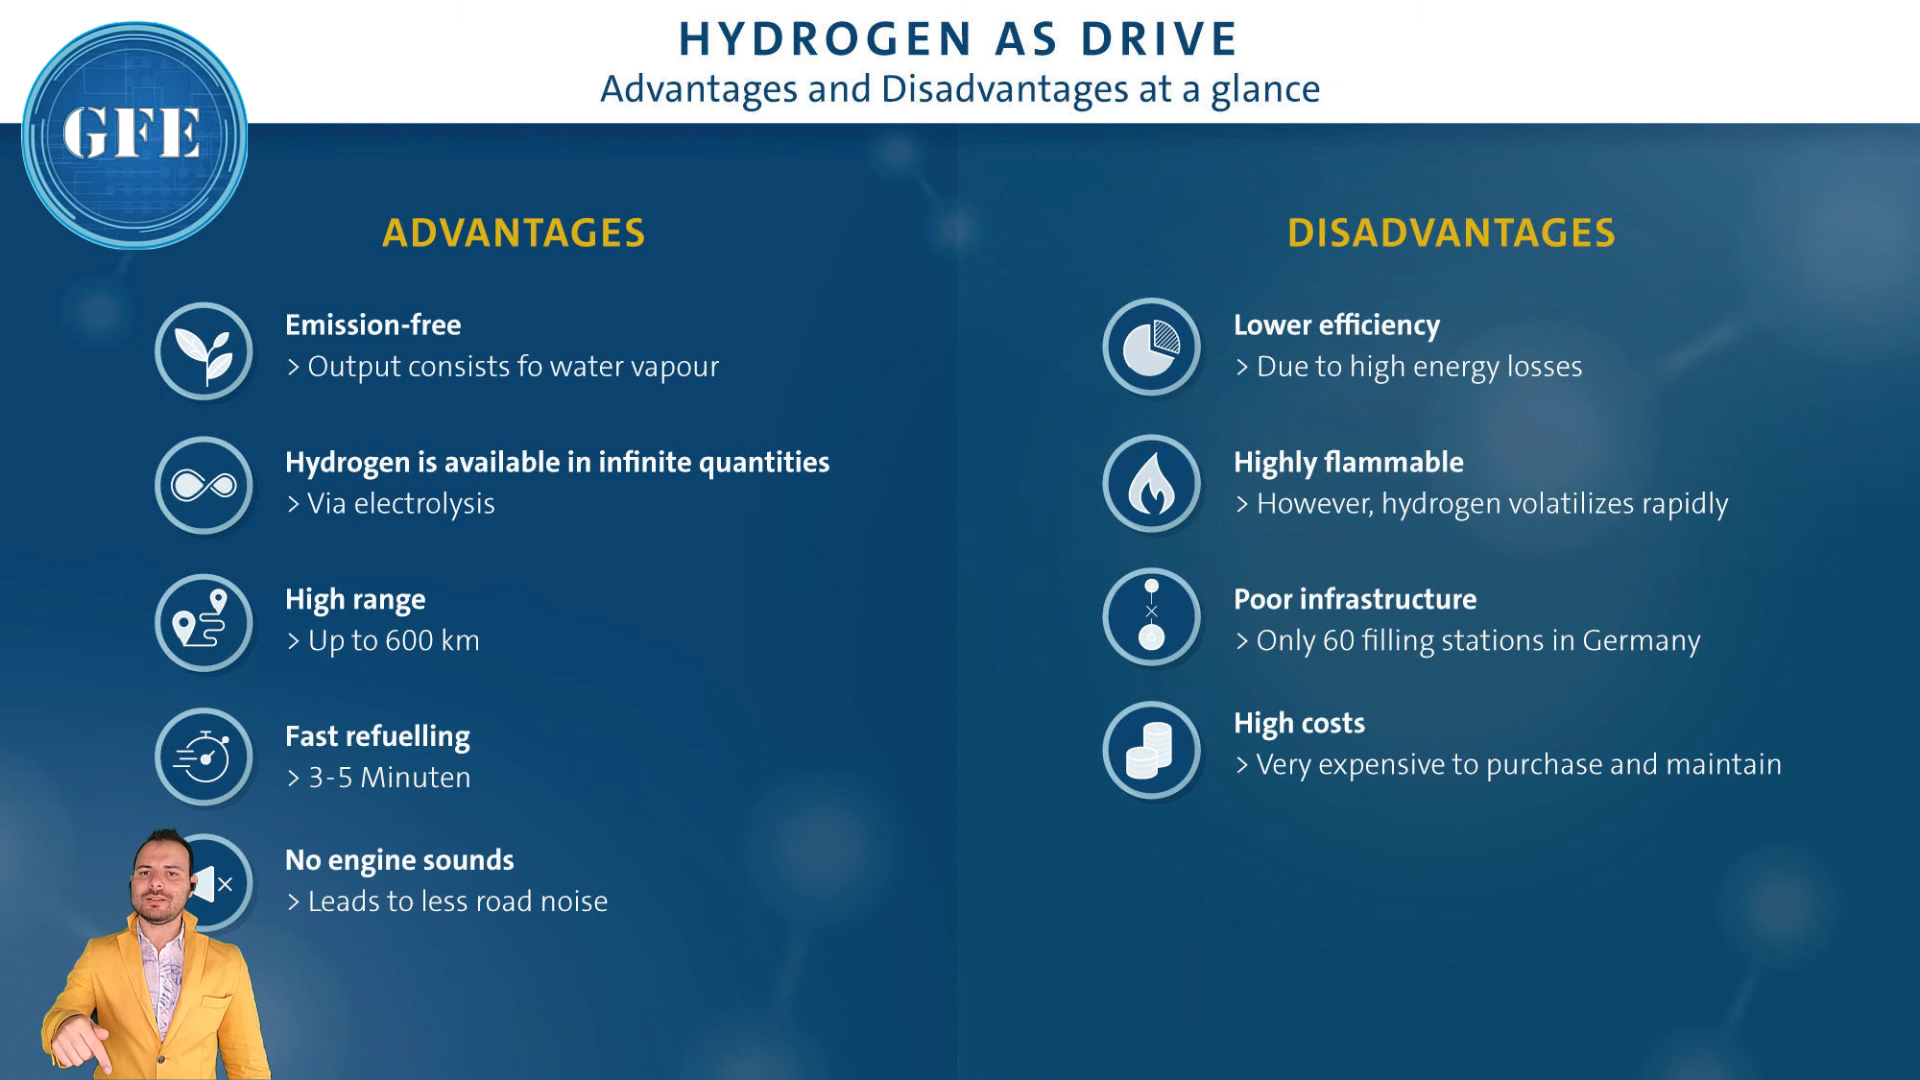 HYDROGEN AS DRIVE
Advantages and Disadvantages at a glance
GFE
ADVANTAGES
Emission-free
> Output consists fo water vapour
Hydrogen is available in infinite quantities
> Via electrolysis
High range
> Up to 600 km
Fast refuelling
> 3-5 Minuten
No engine sounds
> Leads to less road noise
DISADVANTAGES
Lower efficiency
> Due to high energy losses
Highly flammable
> However, hydrogen volatilizes rapidly
Poor infrastructure
> Only 60 filling stations in Germany
High costs
> Very expensive to purchase and maintain